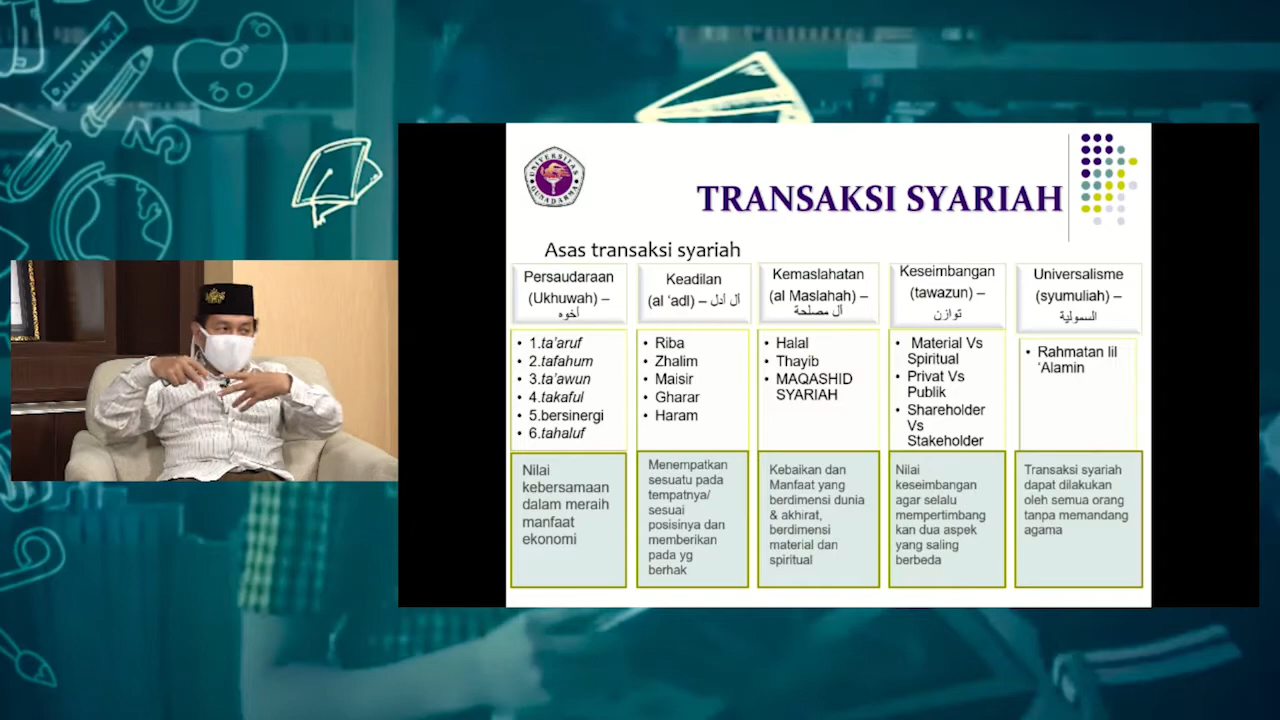 UNIVERSITAS GUNADARMA
TRANSAKSI SYARIAH
Asas transaksi syariah
Persaudaraan
(Ukhuwah) –
أخوه
• 1.ta’aruf
• 2.tafahum
• 3.ta’awun
• 4.takaful
• 5.bersinergi
• 6.tahaluf
Nilai
kebersamaan
dalam meraih
manfaat
ekonomi
Keadilan
(al ‘adl) – آل أدل
• Riba
• Zhalim
• Maisir
• Gharar
• Haram
Menempatkan
sesuatu pada
tempatnya/
sesuai
posisinya dan
memberikan
pada yg
berhak
Kemaslahatan
(al Maslahah) –
آل مصلحة
• Halal
• Thayib
• MAQASHID
SYARIAH
Kebaikan dan
Manfaat yang
berdimensi dunia
& akhirat,
berdimensi
material dan
spiritual
Keseimbangan
(tawazun) –
توازن
• Material Vs
Spiritual
• Privat Vs
Publik
• Shareholder
Vs
Stakeholder
Nilai
keseimbangan
agar selalu
mempertimbang
kan dua aspek
yang saling
berbeda
Universalisme
(syumuliah) –
السمولية
• Rahmatan lil
‘Alamin
Transaksi syariah
dapat dilakukan
oleh semua orang
tanpa memandang
agama